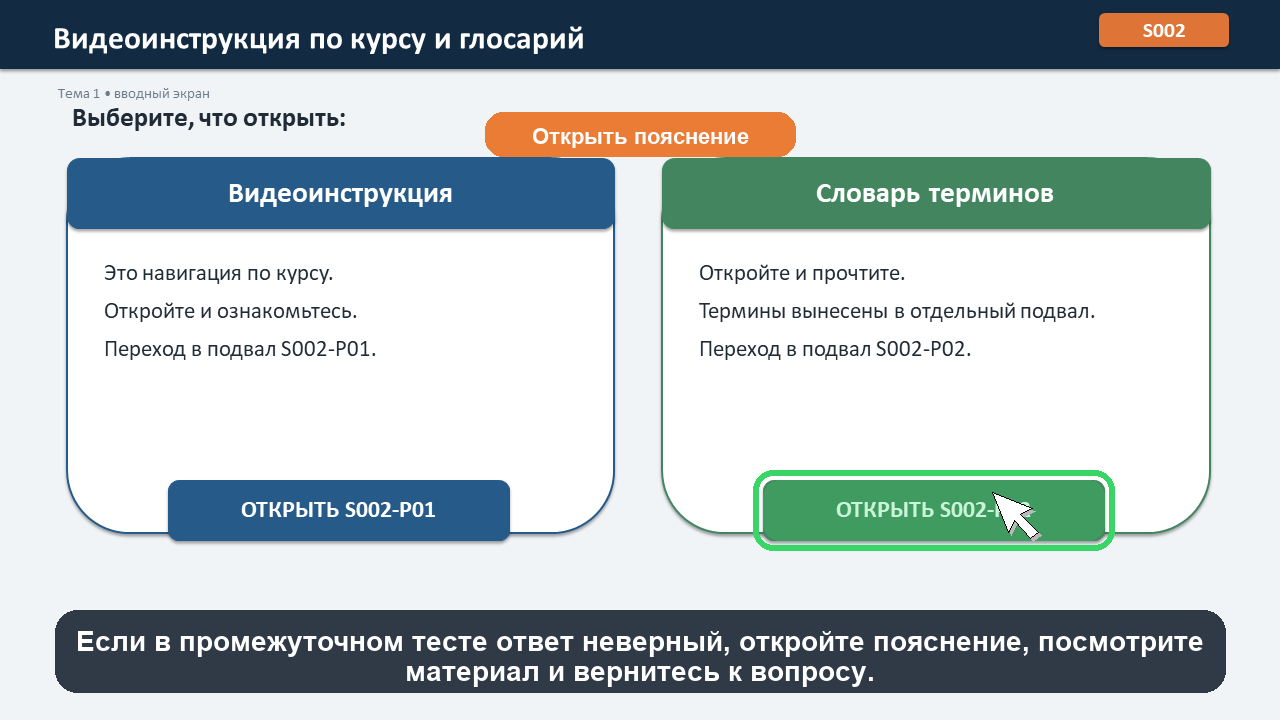 Видеоинструкция по курсу и глосарий
S002
Тема 1 • вводный экран
Выберите, что открыть:
Открыть пояснение
Видеоинструкция
Это навигация по курсу.
Откройте и ознакомьтесь.
Переход в подвал S002-P01.
ОТКРЫТЬ S002-P01
Словарь терминов
Откройте и прочтите.
Термины вынесены в отдельный подвал.
Переход в подвал S002-P02.
ОТКРЫТЬ
Если в промежуточном тесте ответ неверный, откройте пояснение, посмотрите
материал и вернитесь к вопросу.